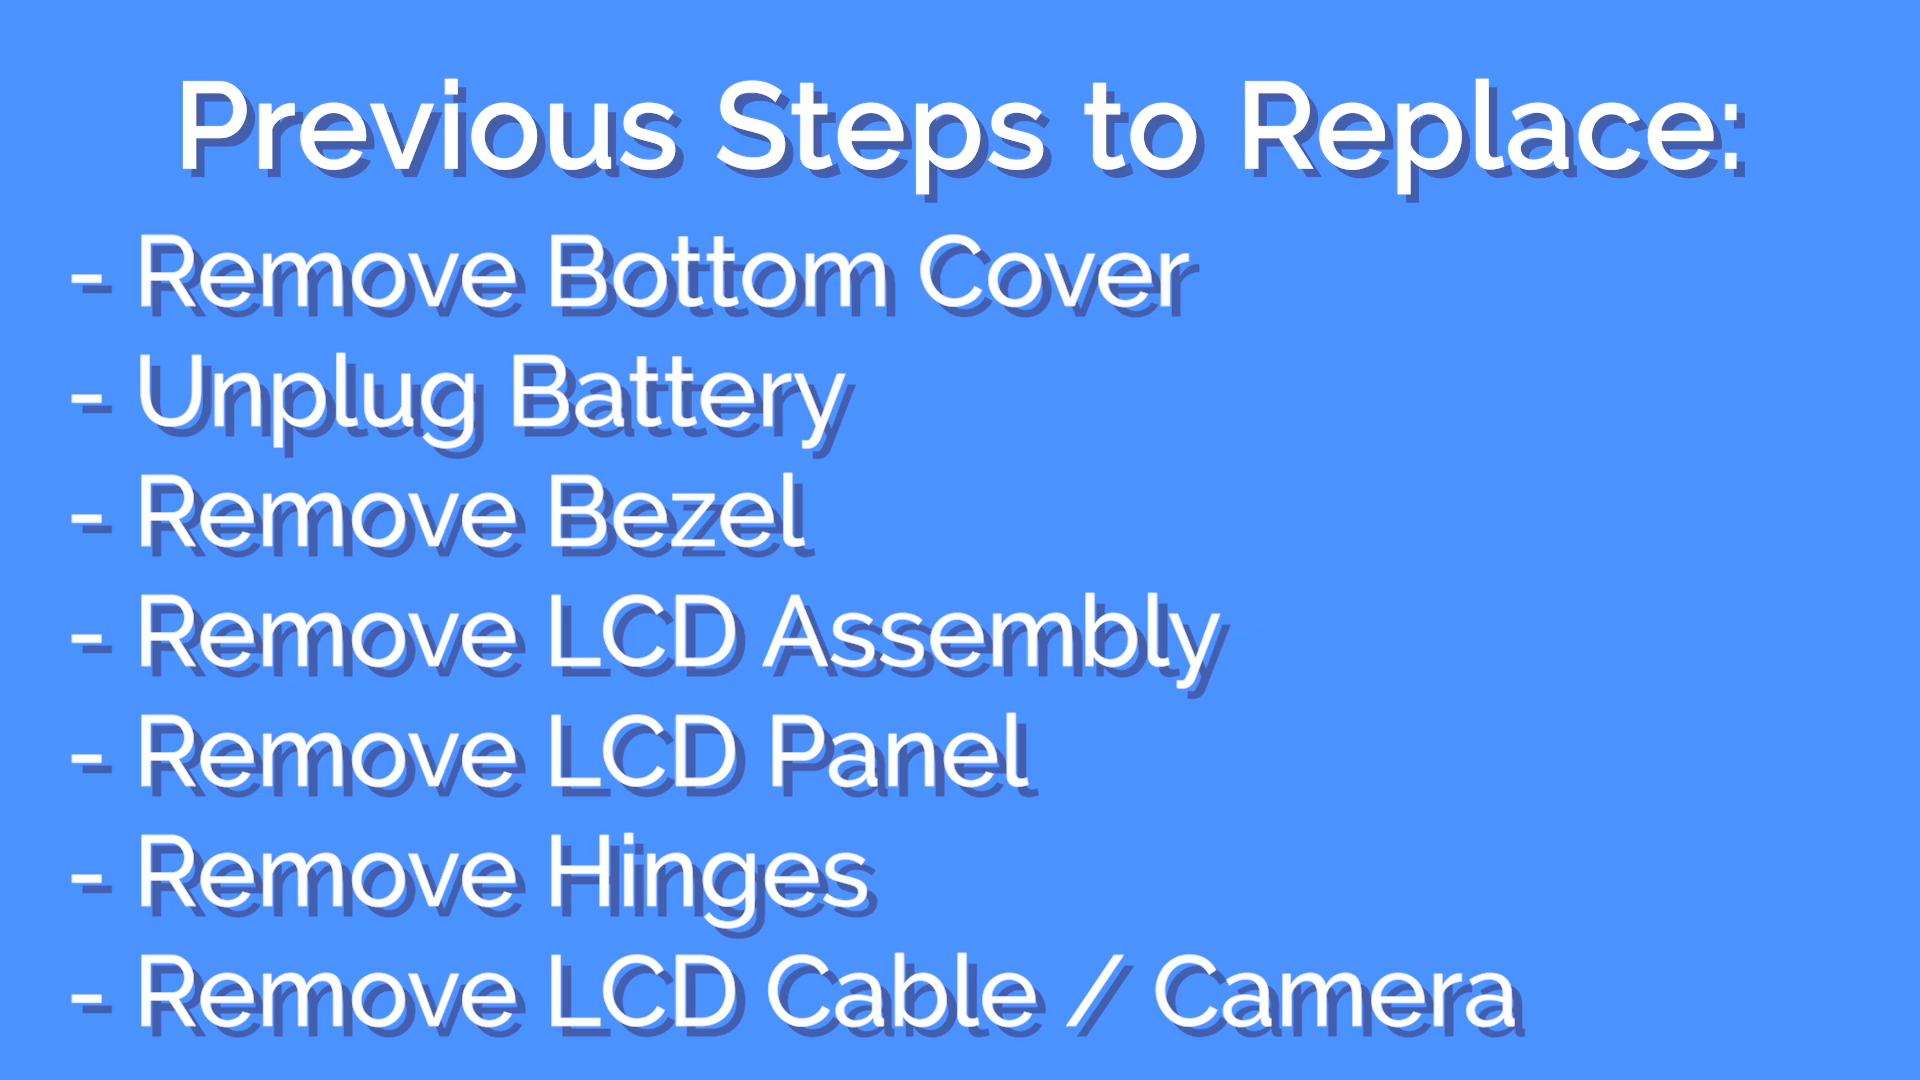 Previous Steps to Replace:
- Remove Bottom Cover
- Unplug Battery
- Remove Bezel
- Remove LCD Assembly
- Remove LCD Panel
- Remove Hinges
- Remove LCD Cable / Camera